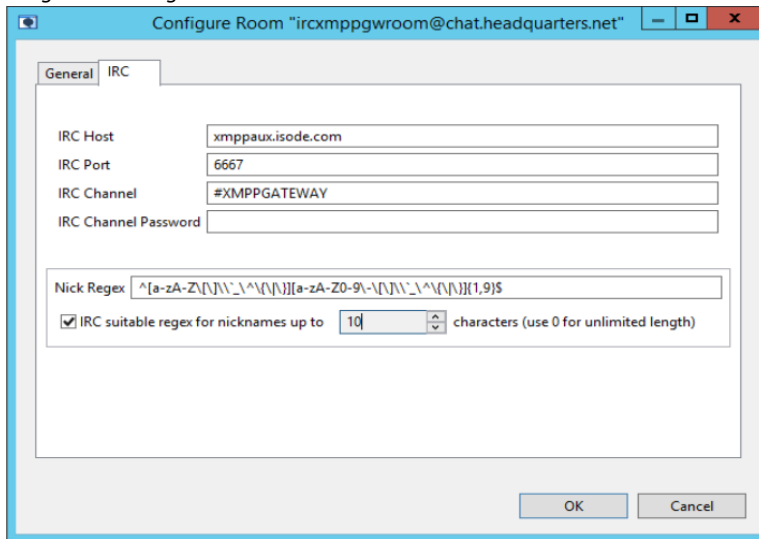 Configure Room "ircxmppgwroom@chat.headquarters.net"
General IRC
IRC Host xmppaux.isode.com
IRC Port 6667
IRC Channel #XMPPGATEWAY
IRC Channel Password
Nick Regex ^[a-zA-Z\[\]\\`_\^\{\|\}][a-zA-Z0-9\-\[\]\\`_\^\{\|\}]{1,9}$
IRC suitable regex for nicknames up to 10 characters (use 0 for unlimited length)
OK Cancel